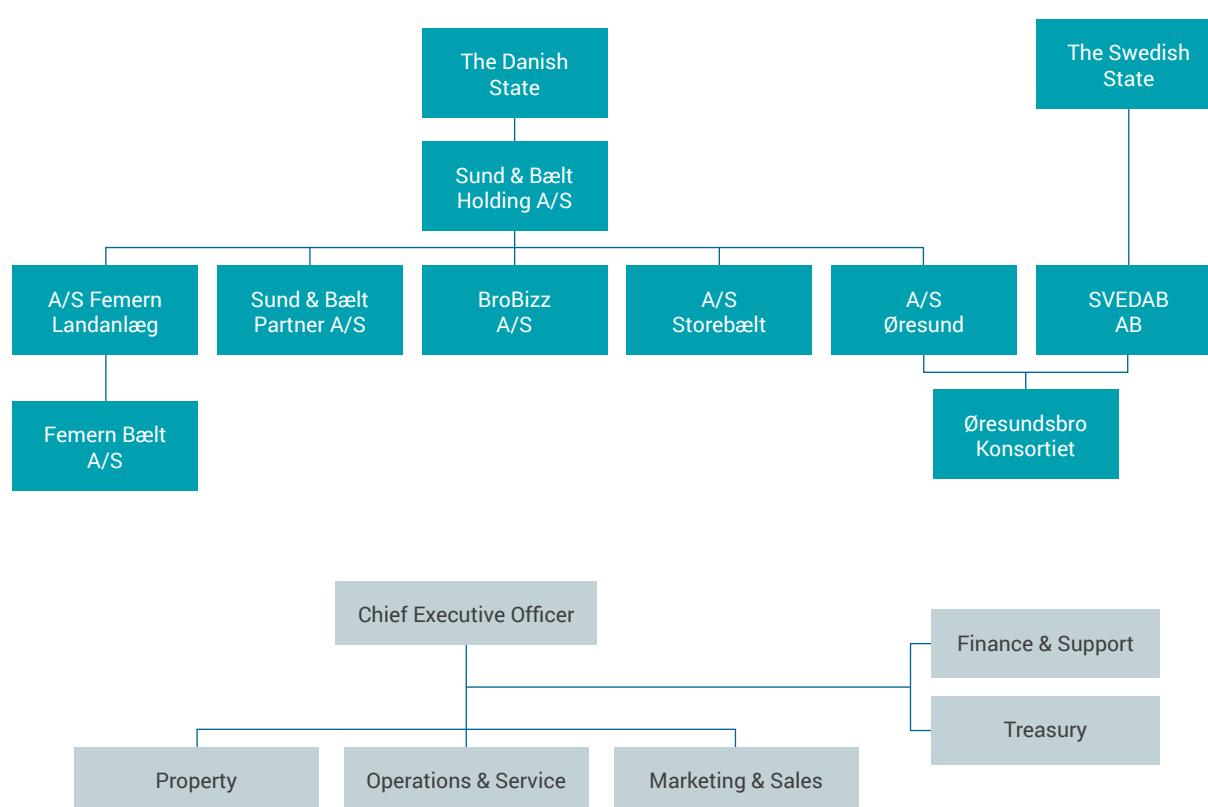 The Danish
State
The Swedish
State
Sund & Bælt
Holding A/S
A/S Femern
Landanlæg
Sund & Bælt
Partner A/S
BroBizz
A/S
A/S
Storebælt
A/S
Øresund
SVEDAB
AB
Femern Bælt
A/S
Øresundsbro
Konsortiet
Chief Executive Officer
Finance & Support
Treasury
Property
Operations & Service
Marketing & Sales